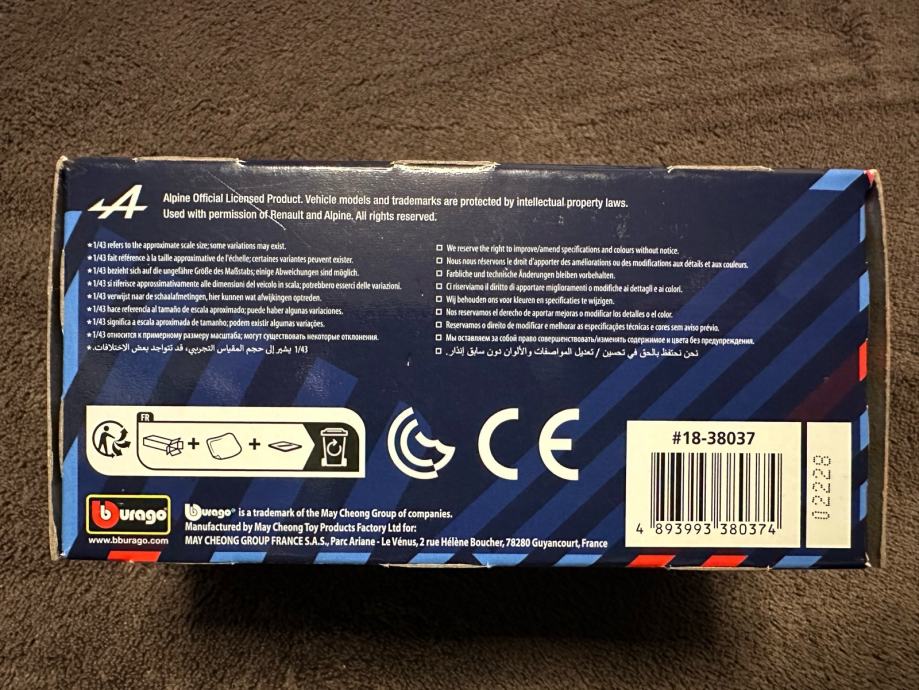 Alpine Official Licensed Product. Vehicle models and trademarks are protected by intellectual property laws.
Used with permission of Renault and Alpine. All rights reserved.
*1/43 refers to the approximate scale size; some variations may exist.
*1/43 fait référence à la taille approximative de l'échelle; certaines variantes peuvent exister.
*1/43 bezieht sich auf die ungefähre Größe des Maßstabs; einige Abweichungen sind möglich.
*1/43 si riferisce approssimativamente alle dimensioni del veicolo in scala; potrebbero esserci delle variazioni.
*1/43 verwijst naar de schaalafmetingen, hier kunnen wat afwijkingen optreden.
*1/43 hace referencia al tamaño de escala aproximado; puede haber algunas variaciones.
*1/43 significa a escala aproximada de tamanho; podem existir algumas variações.
*1/43 относится к примерному размеру масштаба; могут существовать некоторые отклонения.
*1/43 يشير إلى حجم المقياس التجريبي، قد تتواجد بعض الاختلافات.
We reserve the right to improve/amend specifications and colours without notice.
Nous nous réservons le droit d'apporter des améliorations ou des modifications aux détails et aux couleurs.
Farbliche und technische Änderungen bleiben vorbehalten.
Ci riserviamo il diritto di apportare miglioramenti o modifiche ai dettagli e ai colori.
Wij behouden ons voor kleuren en specificaties te wijzigen.
Nos reservamos el derecho de aportar mejoras o modificar los detalles o el color.
Reservamos o direito de modificar e melhorar as especificações técnicas e cores sem aviso prévio.
Мы оставляем за собой право совершенствовать/изменять содержимое и цвета без предупреждения.
نحن نحتفظ بالحق في تحسين / تعديل المواصفات والألوان دون سابق إنذار.
FR
CE
#18-38037
4 893993 380374
02228
burago
www.bburago.com
burago® is a trademark of the May Cheong Group of companies.
Manufactured by May Cheong Toy Products Factory Ltd for:
MAY CHEONG GROUP FRANCE S.A.S., Parc Ariane - Le Vénus, 2 rue Hélène Boucher, 78280 Guyancourt, France